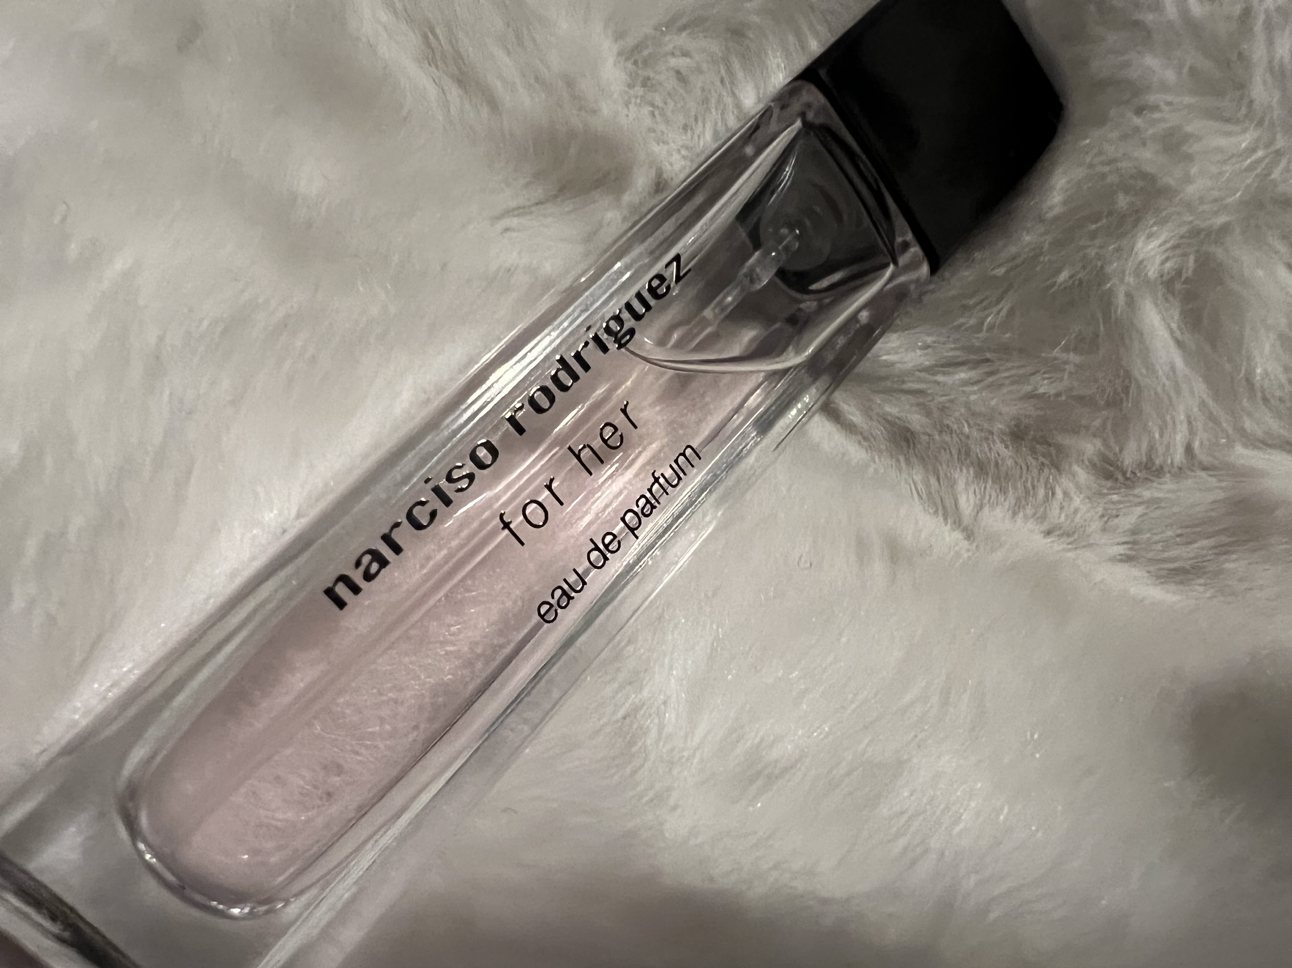 narciso rodriguez
for her
eau de parfum